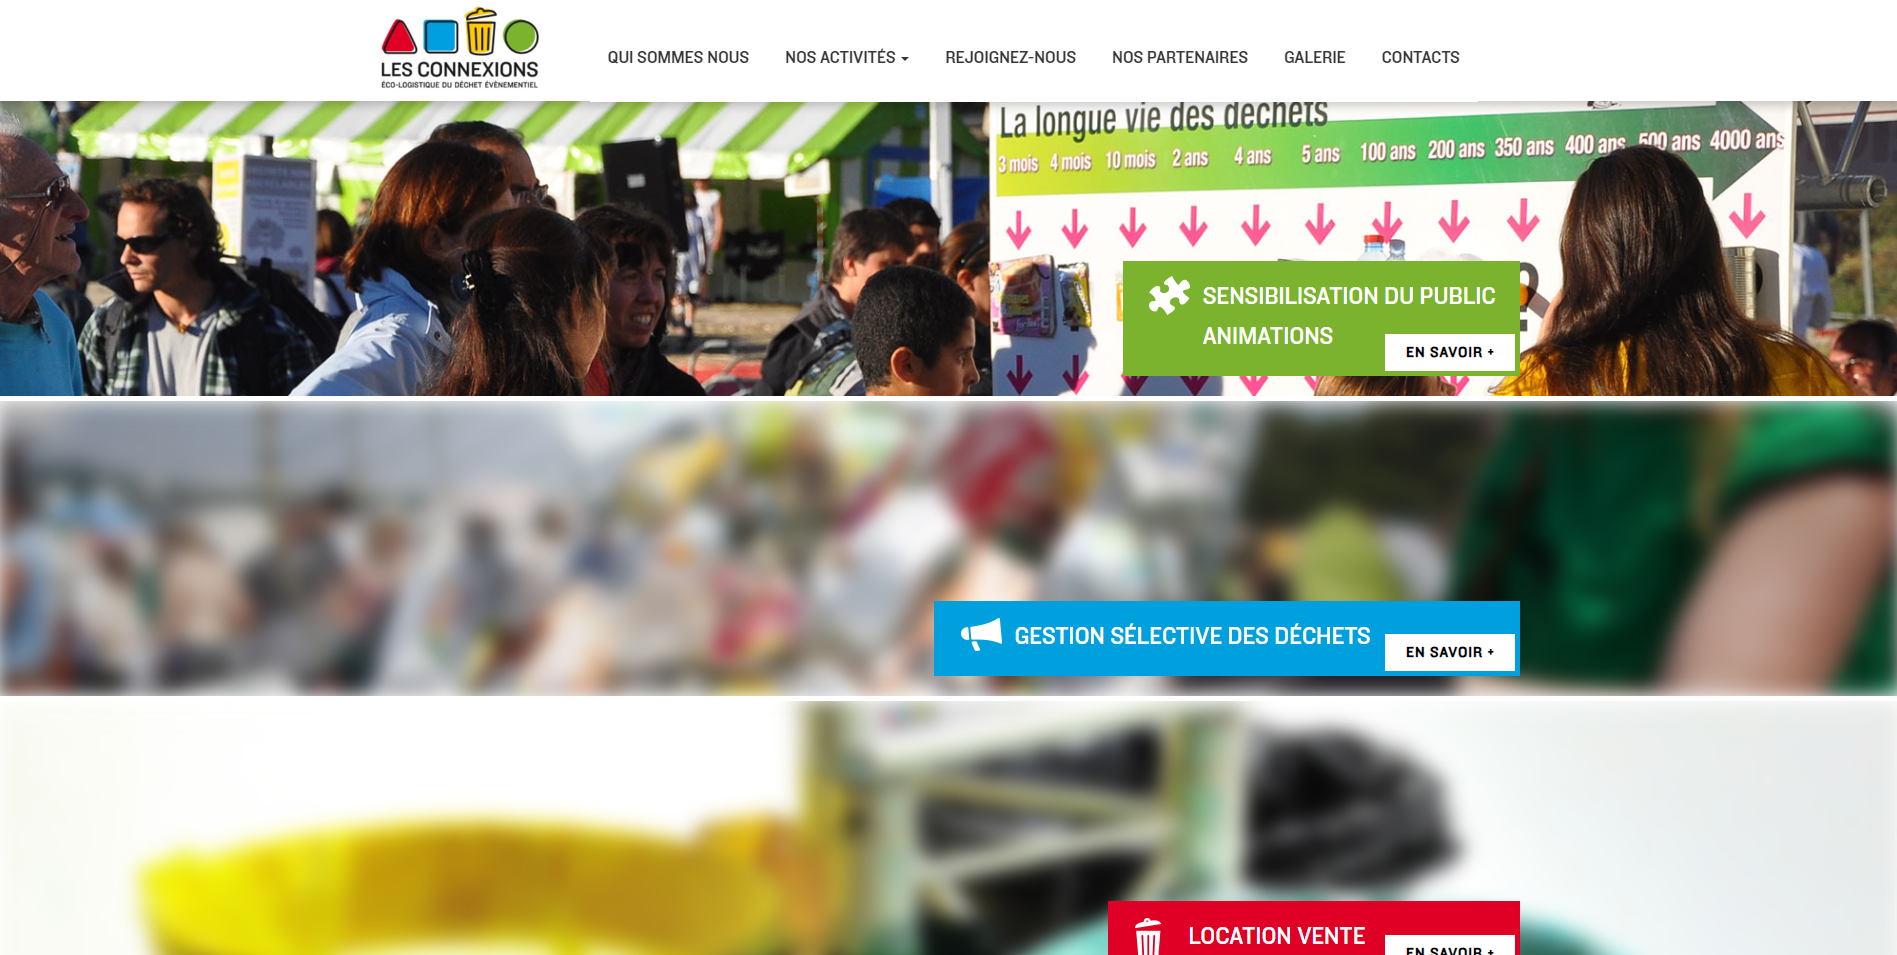 LES CONNEXIONS
ÉCO-LOGISTIQUE DU DÉCHET ÉVÈNEMENTIEL
QUI SOMMES NOUS
NOS ACTIVITÉS
REJOIGNEZ-NOUS
NOS PARTENAIRES
GALERIE
CONTACTS
La longue vie des déchets
3 mois 4 mois 10 mois 2 ans 4 ans 5 ans 100 ans 200 ans 350 ans 400 ans 500 ans 4000 ans
SENSIBILISATION DU PUBLIC
ANIMATIONS
EN SAVOIR +
GESTION SÉLECTIVE DES DÉCHETS
EN SAVOIR +
LOCATION VENTE
EN SAVOIR +